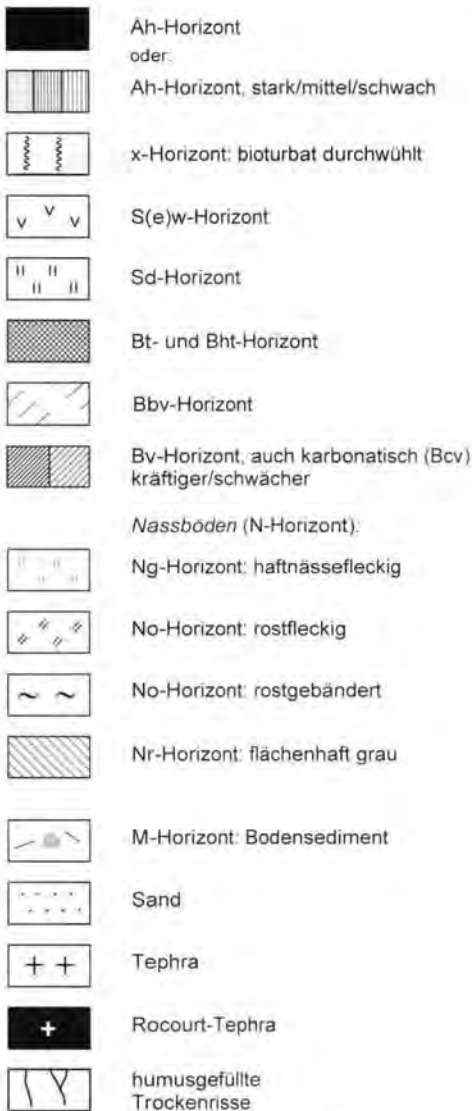 Ah-Horizont
oder:
Ah-Horizont, stark/mittel/schwach
x-Horizont: bioturbat durchwühlt
S(e)w-Horizont
Sd-Horizont
Bt- und Bht-Horizont
Bbv-Horizont
Bv-Horizont, auch karbonatisch (Bcv)
kräftiger/schwächer
Nassböden (N-Horizont):
Ng-Horizont: haftnässefleckig
No-Horizont: rostfleckig
No-Horizont: rostgebändert
Nr-Horizont: flächenhaft grau
M-Horizont: Bodensediment
Sand
Tephra
Rocourt-Tephra
humusgefüllte
Trockenrisse